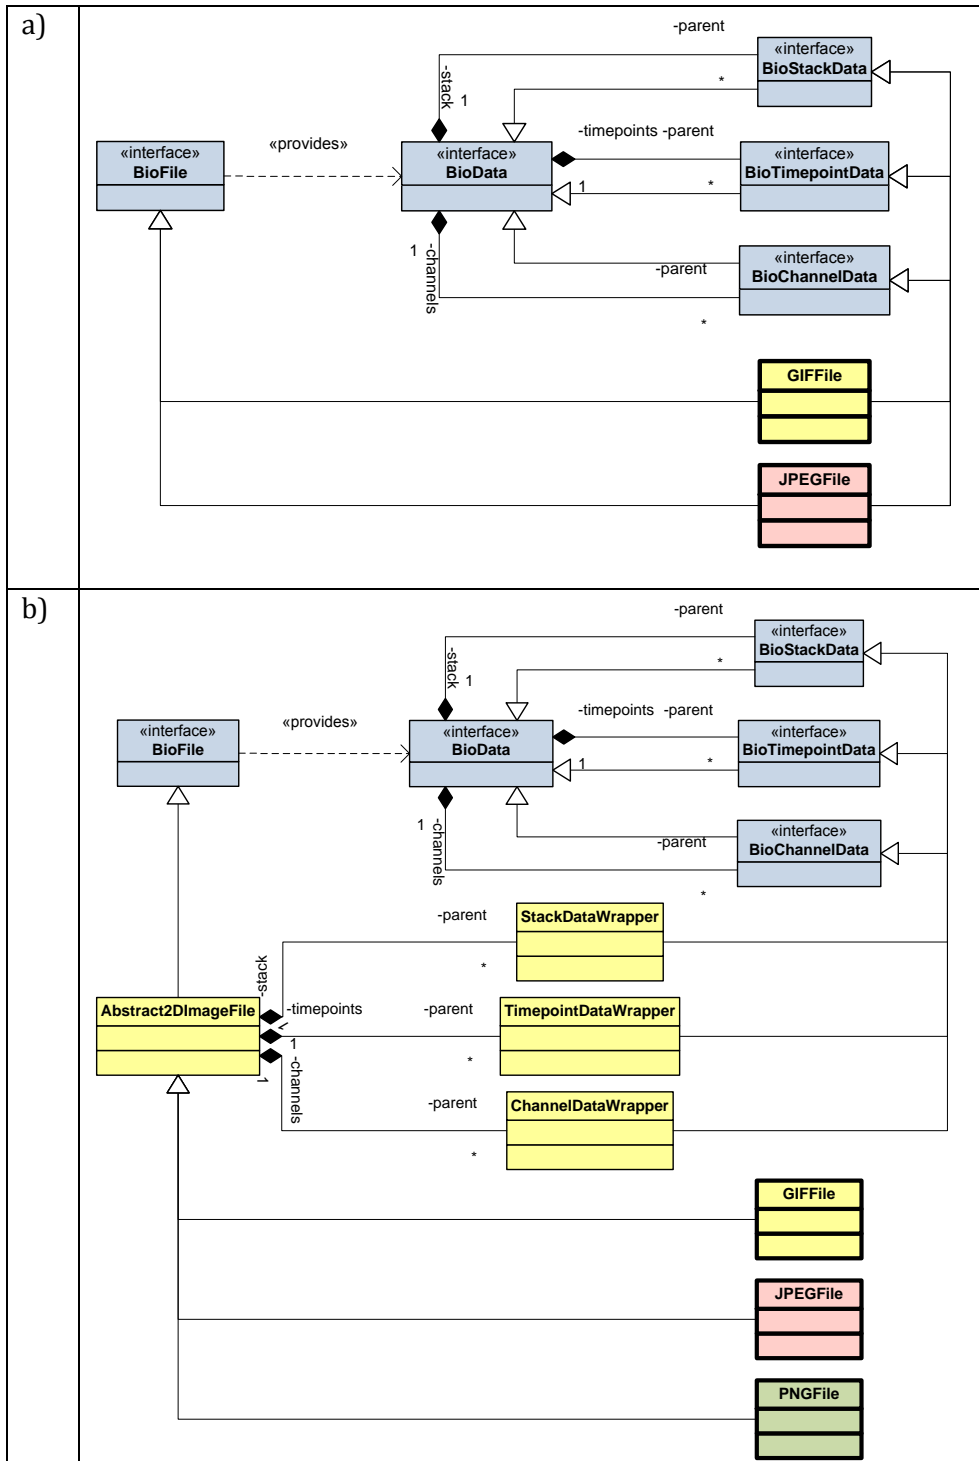 a)
-parent
«interface»
BioStackData
-stack
1
*
«provides»
-timepoints -parent
«interface»
BioFile
«interface»
BioData
«interface»
BioTimepointData
1
*
1
-channels
-parent
«interface»
BioChannelData
*
GIFFile
JPEGFile
b)
-parent
«interface»
BioStackData
-stack
1
*
«provides»
-timepoints -parent
«interface»
BioFile
«interface»
BioData
«interface»
BioTimepointData
1
*
1
-channels
-parent
«interface»
BioChannelData
*
-parent
StackDataWrapper
-stack
*
Abstract2DImageFile
-timepoints
-parent
TimepointDataWrapper
1
1
*
1
-channels
-parent
ChannelDataWrapper
*
GIFFile
JPEGFile
PNGFile